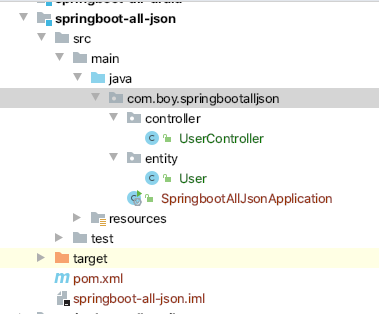 springboot-all-json
src
main
java
com.boy.springbootalljson
controller
UserController
entity
User
SpringbootAllJsonApplication
resources
test
target
pom.xml
springboot-all-json.iml